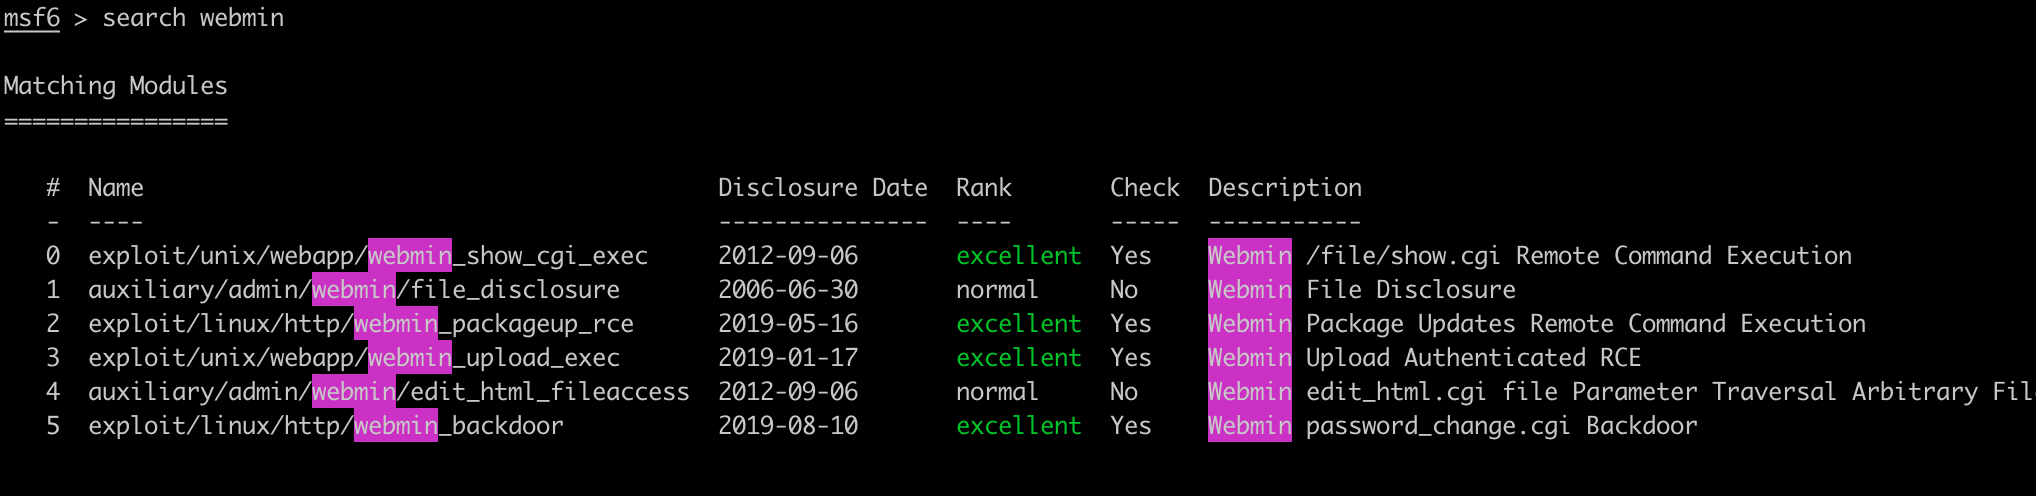 msf6 > search webmin
Matching Modules
================
# Name Disclosure Date Rank Check Description
- ---- --------------- ---- ----- -----------
0 exploit/unix/webapp/webmin_show_cgi_exec 2012-09-06 excellent Yes Webmin /file/show.cgi Remote Command Execution
1 auxiliary/admin/webmin/file_disclosure 2006-06-30 normal No Webmin File Disclosure
2 exploit/linux/http/webmin_packageup_rce 2019-05-16 excellent Yes Webmin Package Updates Remote Command Execution
3 exploit/unix/webapp/webmin_upload_exec 2019-01-17 excellent Yes Webmin Upload Authenticated RCE
4 auxiliary/admin/webmin/edit_html_fileaccess 2012-09-06 normal No Webmin edit_html.cgi file Parameter Traversal Arbitrary Fil
5 exploit/linux/http/webmin_backdoor 2019-08-10 excellent Yes Webmin password_change.cgi Backdoor